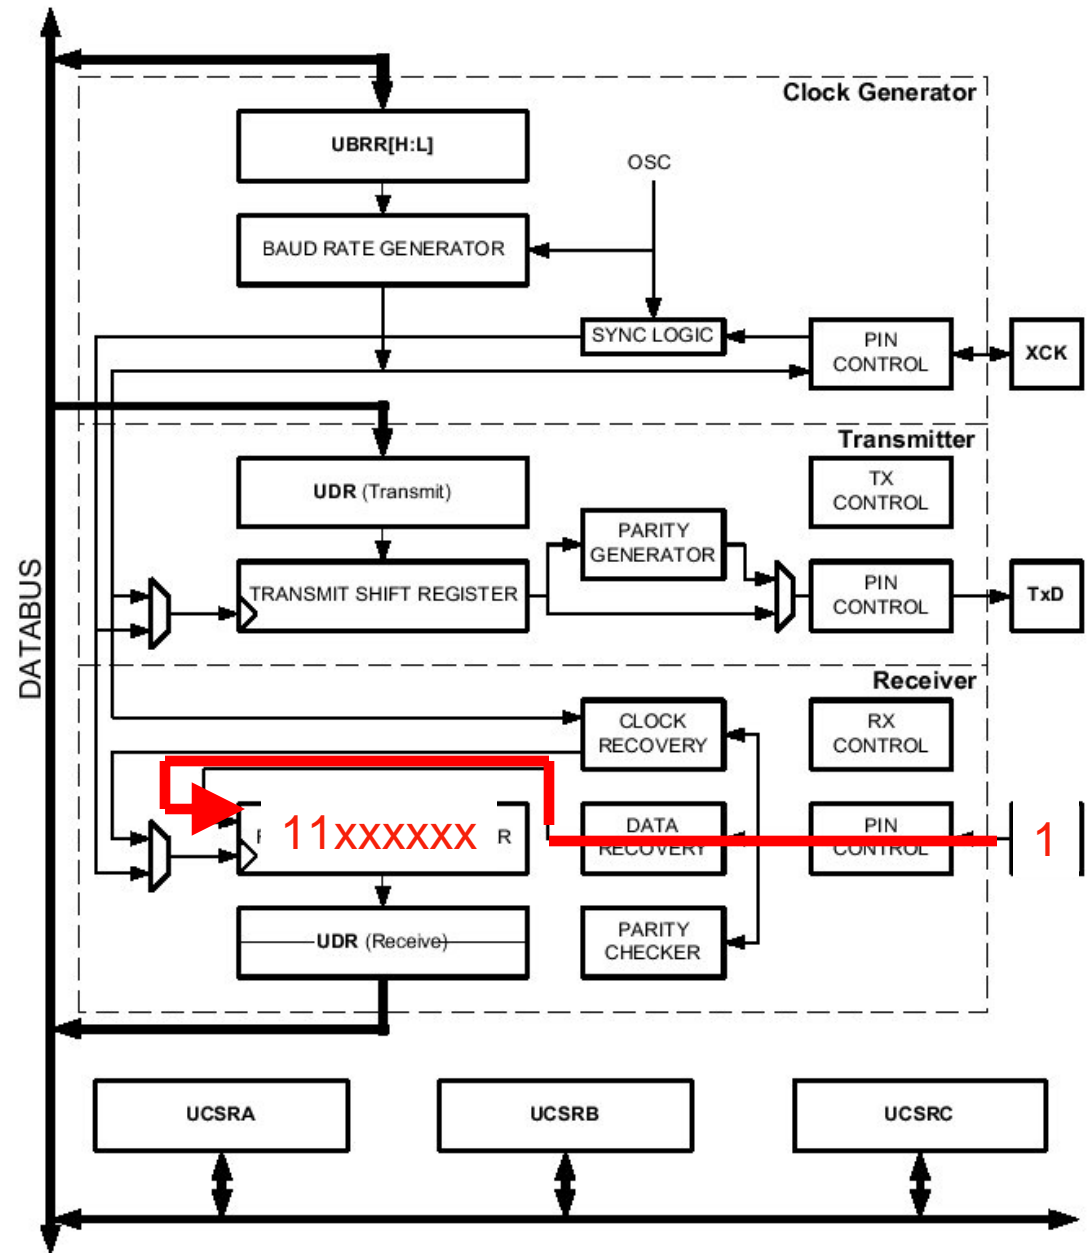 Clock Generator
UBRR[H:L]
OSC
BAUD RATE GENERATOR
SYNC LOGIC
PIN
CONTROL
XCK
Transmitter
UDR (Transmit)
TX
CONTROL
PARITY
GENERATOR
TRANSMIT SHIFT REGISTER
PIN
CONTROL
TxD
DATABUS
Receiver
CLOCK
RECOVERY
RX
CONTROL
11xxxxxx
R
DATA
RECOVERY
PIN
CONTROL
1
UDR (Receive)
PARITY
CHECKER
UCSRA
UCSRB
UCSRC